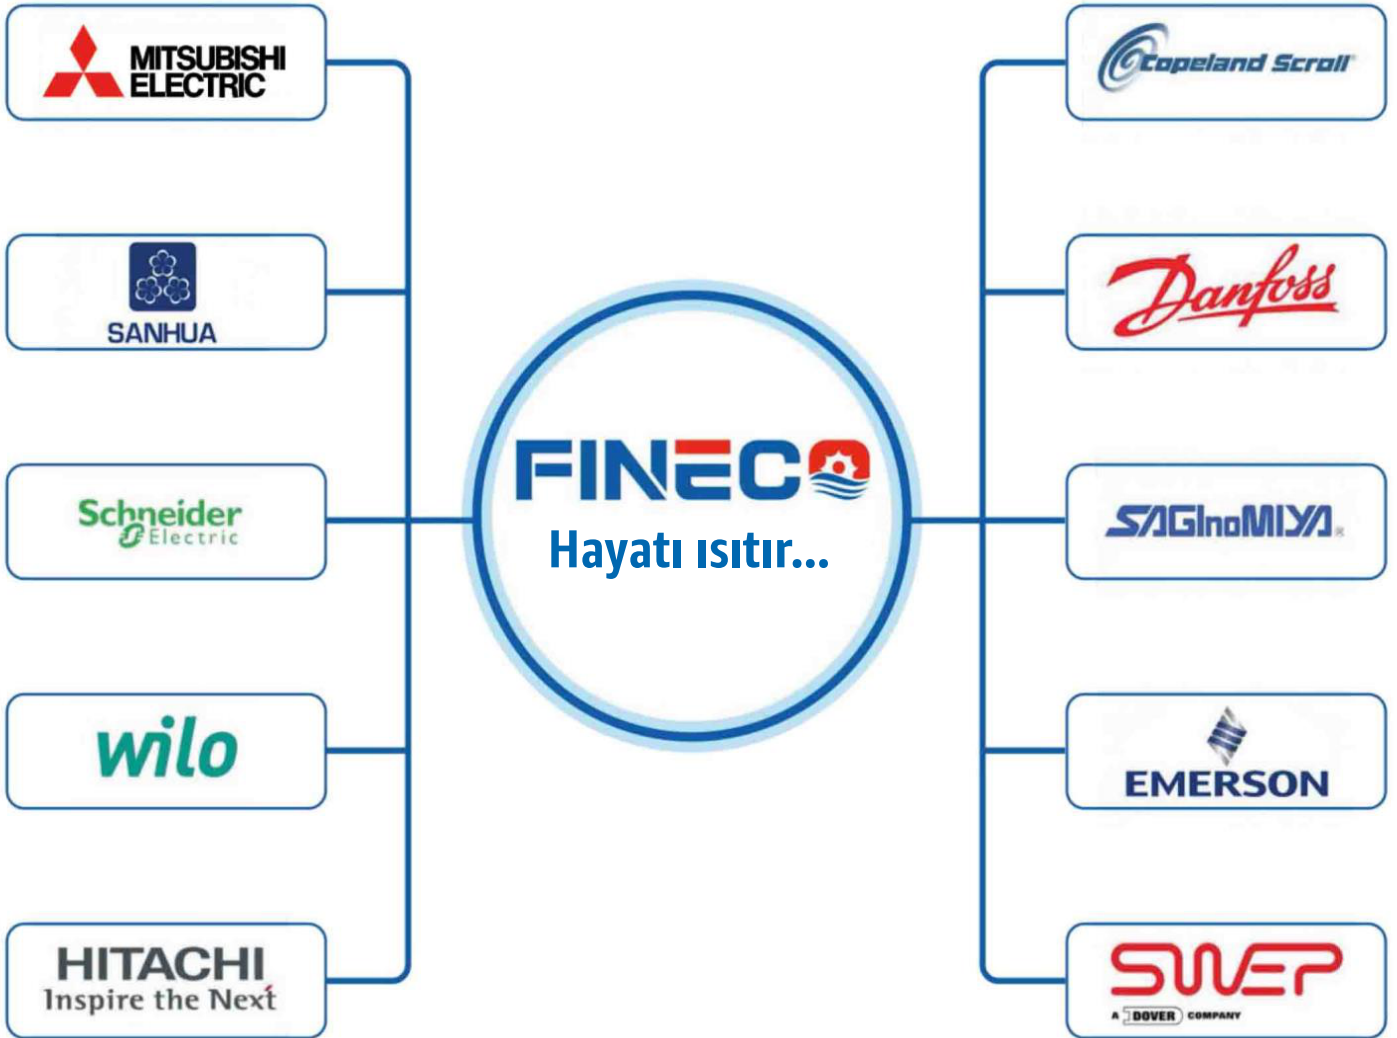 MITSUBISHI
ELECTRIC
SANHUA
Schneider
Electric
wilo
HITACHI
Inspire the Next
FINECO
Hayatı ısıtır...
Copeland Scroll
Danfoss
SAGInoMIYA®
EMERSON
SWEP
A DOVER COMPANY